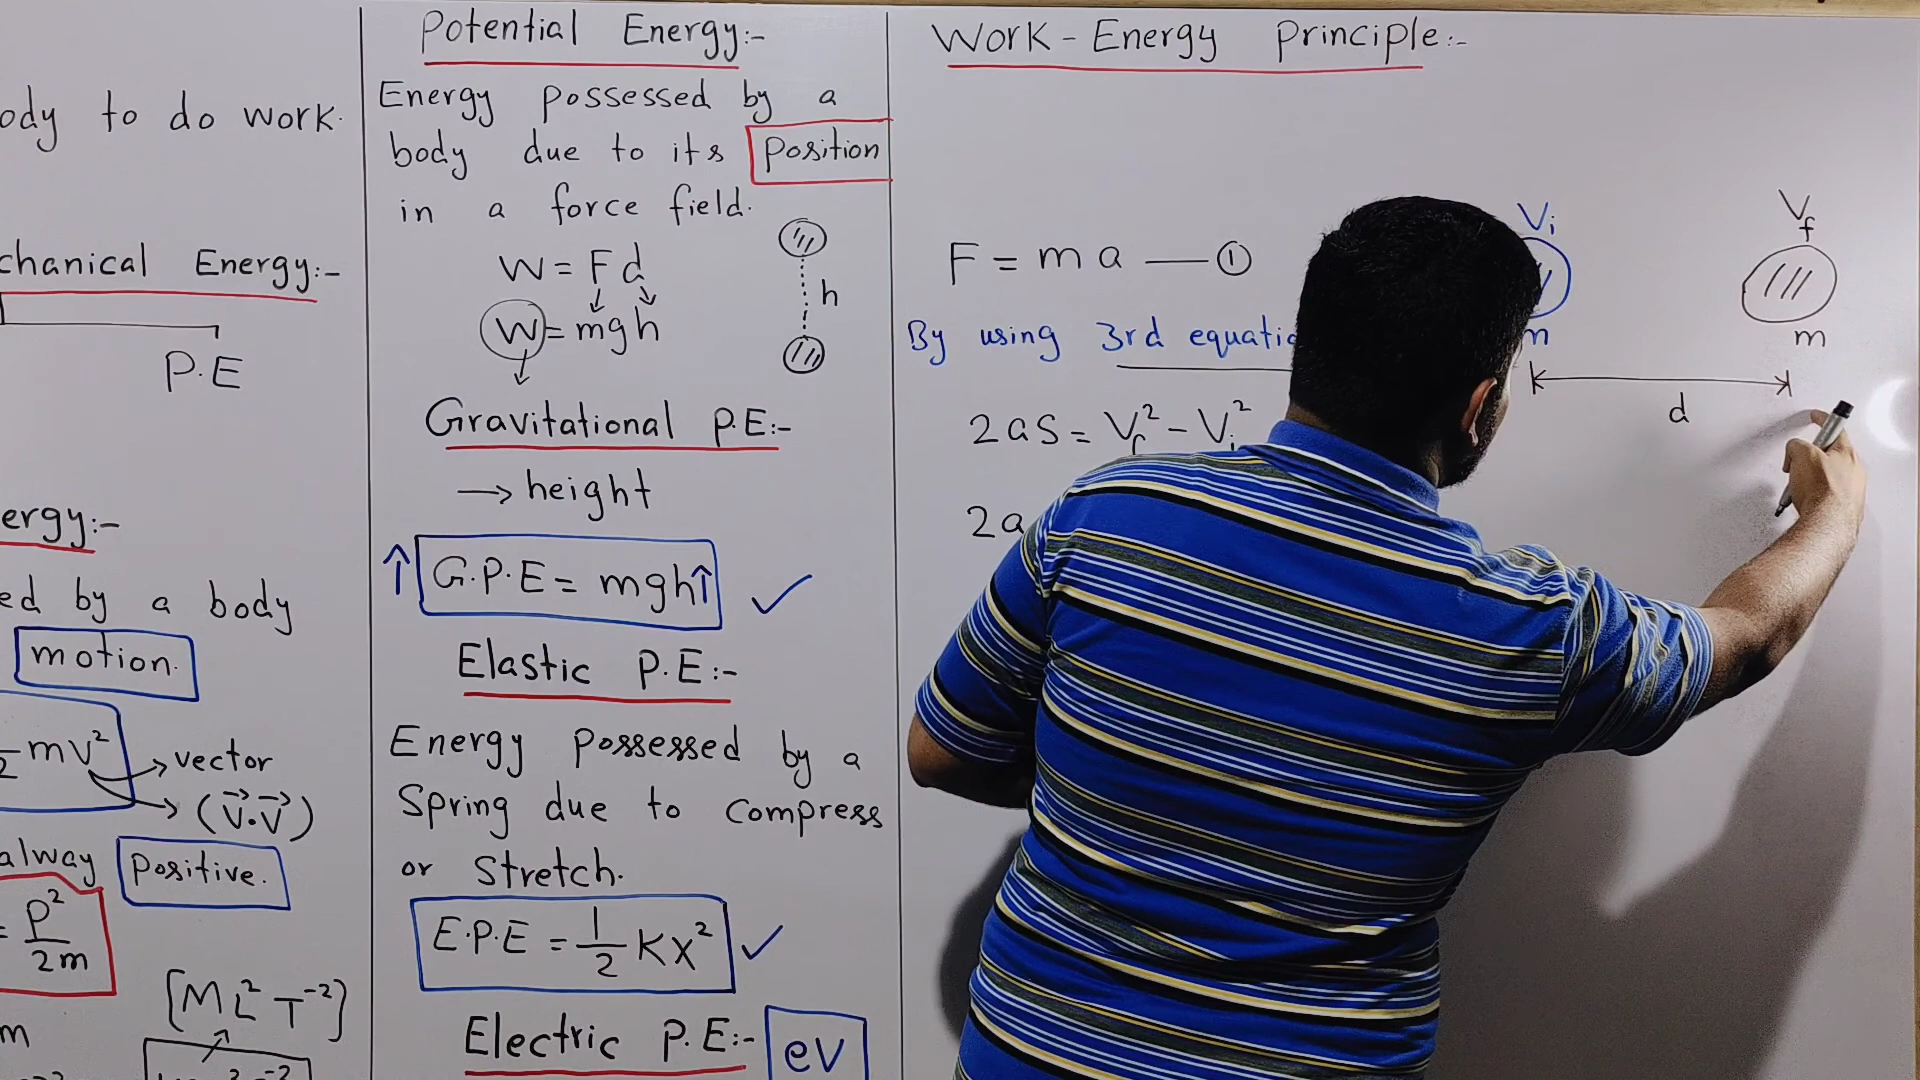 ody to do work.
chanical Energy:-
P.E
ergy:-
ed by a body
motion.
mv²
→ vector
→ (V⃗.V⃗)
alway positive.
= P²/2m
[M L² T⁻²]
m
Potential Energy:-
Energy possessed by a
body due to its position
in a force field.
W = Fd
W = mgh
h
Gravitational P.E:-
→ height
↑ G.P.E = mgh↑ ✓
Elastic P.E:-
Energy possessed by a
Spring due to compress
or stretch.
E.P.E = 1/2 Kx² ✓
Electric P.E:- eV
Work - Energy principle:-
F = ma — ①
By using 3rd equatio
2aS = Vf² - Vi²
2a
Vi Vf
m m
d